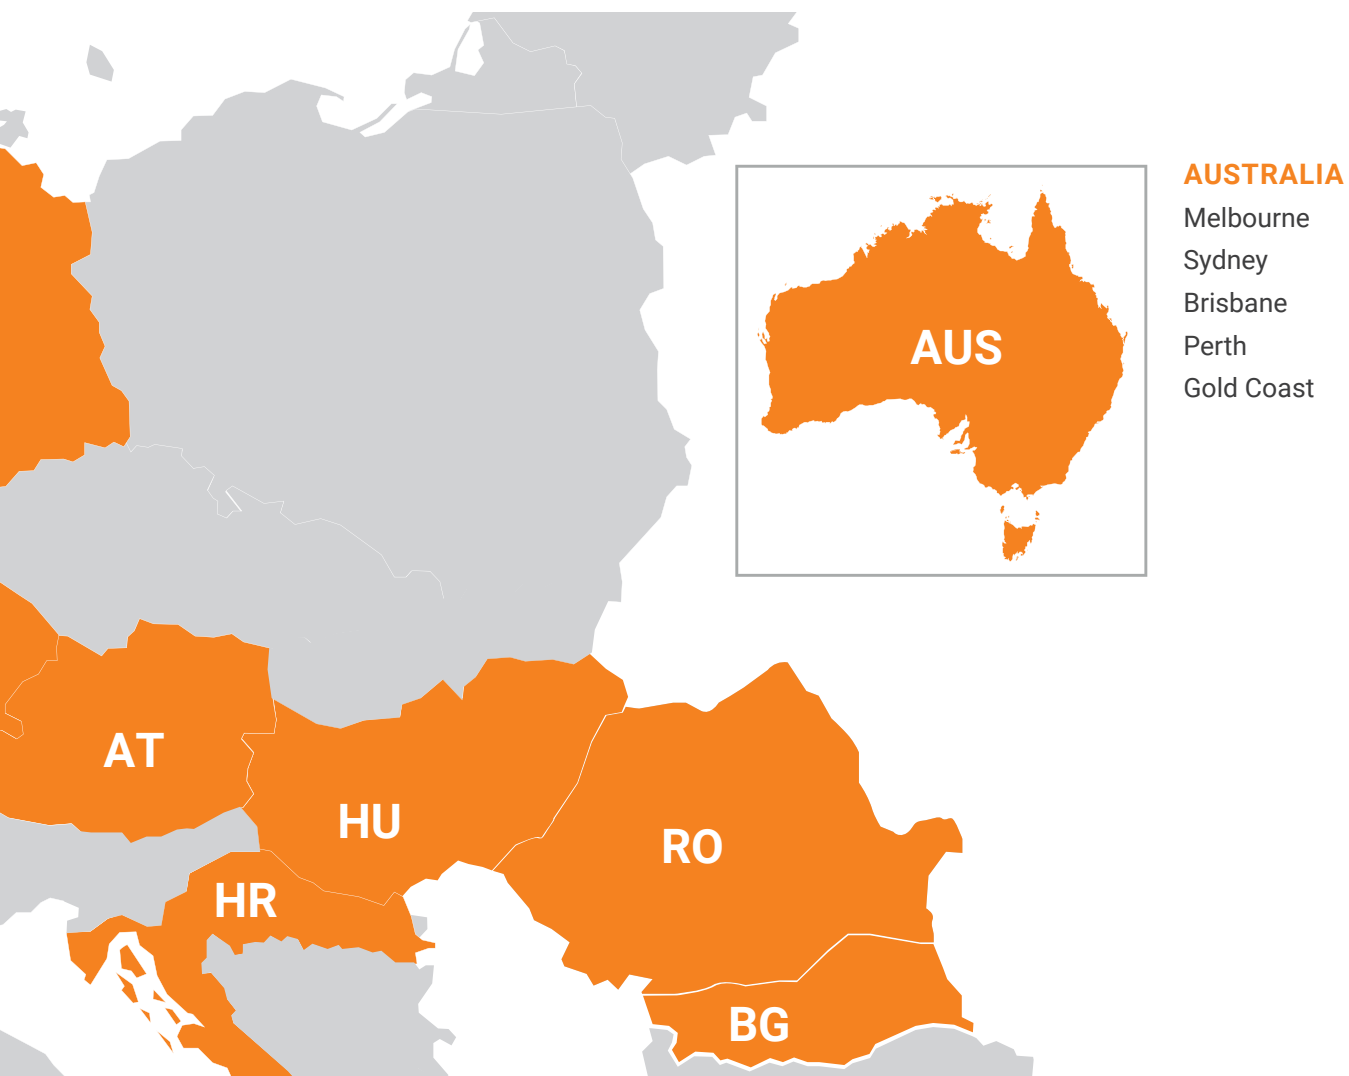 AUSTRALIA
Melbourne
Sydney
Brisbane
Perth
Gold Coast
AUS
AT
HU
RO
HR
BG